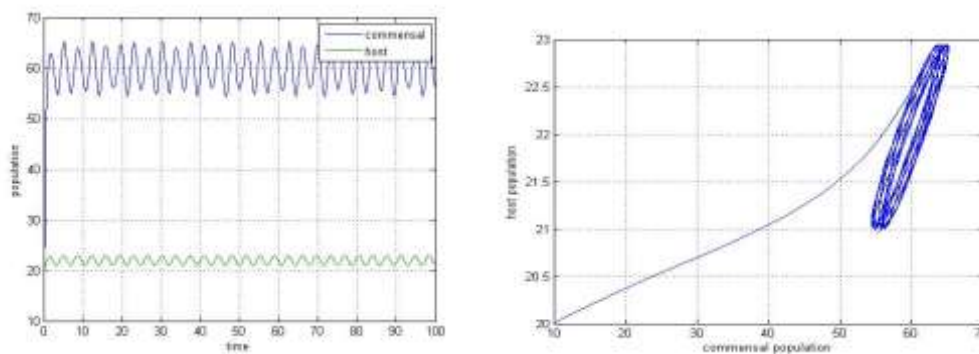 70
60
50
40
30
20
10
0 10 20 30 40 50 60 70 80 90 100
population
time
commensal
host
23
22.5
22
21.5
21
20.5
20
10 20 30 40 50 60 70
host population
commensal population